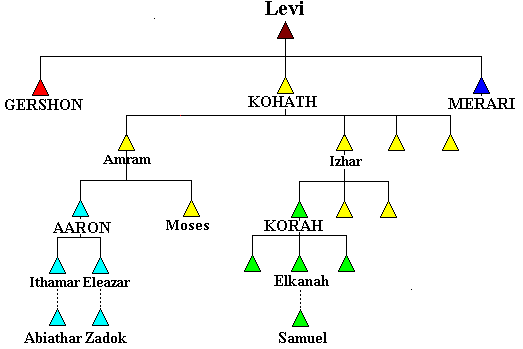 Levi
GERSHON KOHATH MERARI
Amram Izhar
AARON Moses KORAH
Ithamar Eleazar Elkanah
Abiathar Zadok Samuel